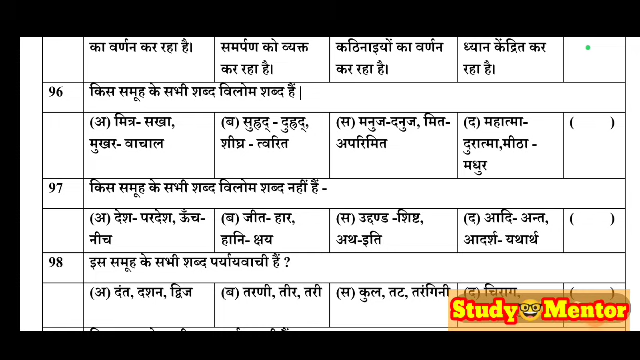 का वर्णन कर रहा है। समर्पण को व्यक्त कठिनाइयों का वर्णन ध्यान केंद्रित कर
कर रहा है। कर रहा है। रहा है।
96 किस समूह के सभी शब्द विलोम शब्द हैं|
(अ) मित्र- सखा, (ब) सुहृद् - दुहृद्, (स) मनुज-दनुज, मित- (द) महात्मा- ( )
मुखर- वाचाल शीघ्र - त्वरित अपरिमित दुरात्मा,मीठा -
मधुर
97 किस समूह के सभी शब्द विलोम शब्द नहीं हैं -
(अ) देश- परदेश, ऊँच- (ब) जीत- हार, (स) उद्दण्ड -शिष्ट, (द) आदि- अन्त, ( )
नीच हानि- क्षय अथ-इति आदर्श- यथार्थ
98 इस समूह के सभी शब्द पर्यायवाची हैं ?
(अ) दंत, दशन, द्विज (ब) तरणी, तीर, तरी (स) कुल, तट, तरंगिनी (द) चिराग, ( )
Study Mentor